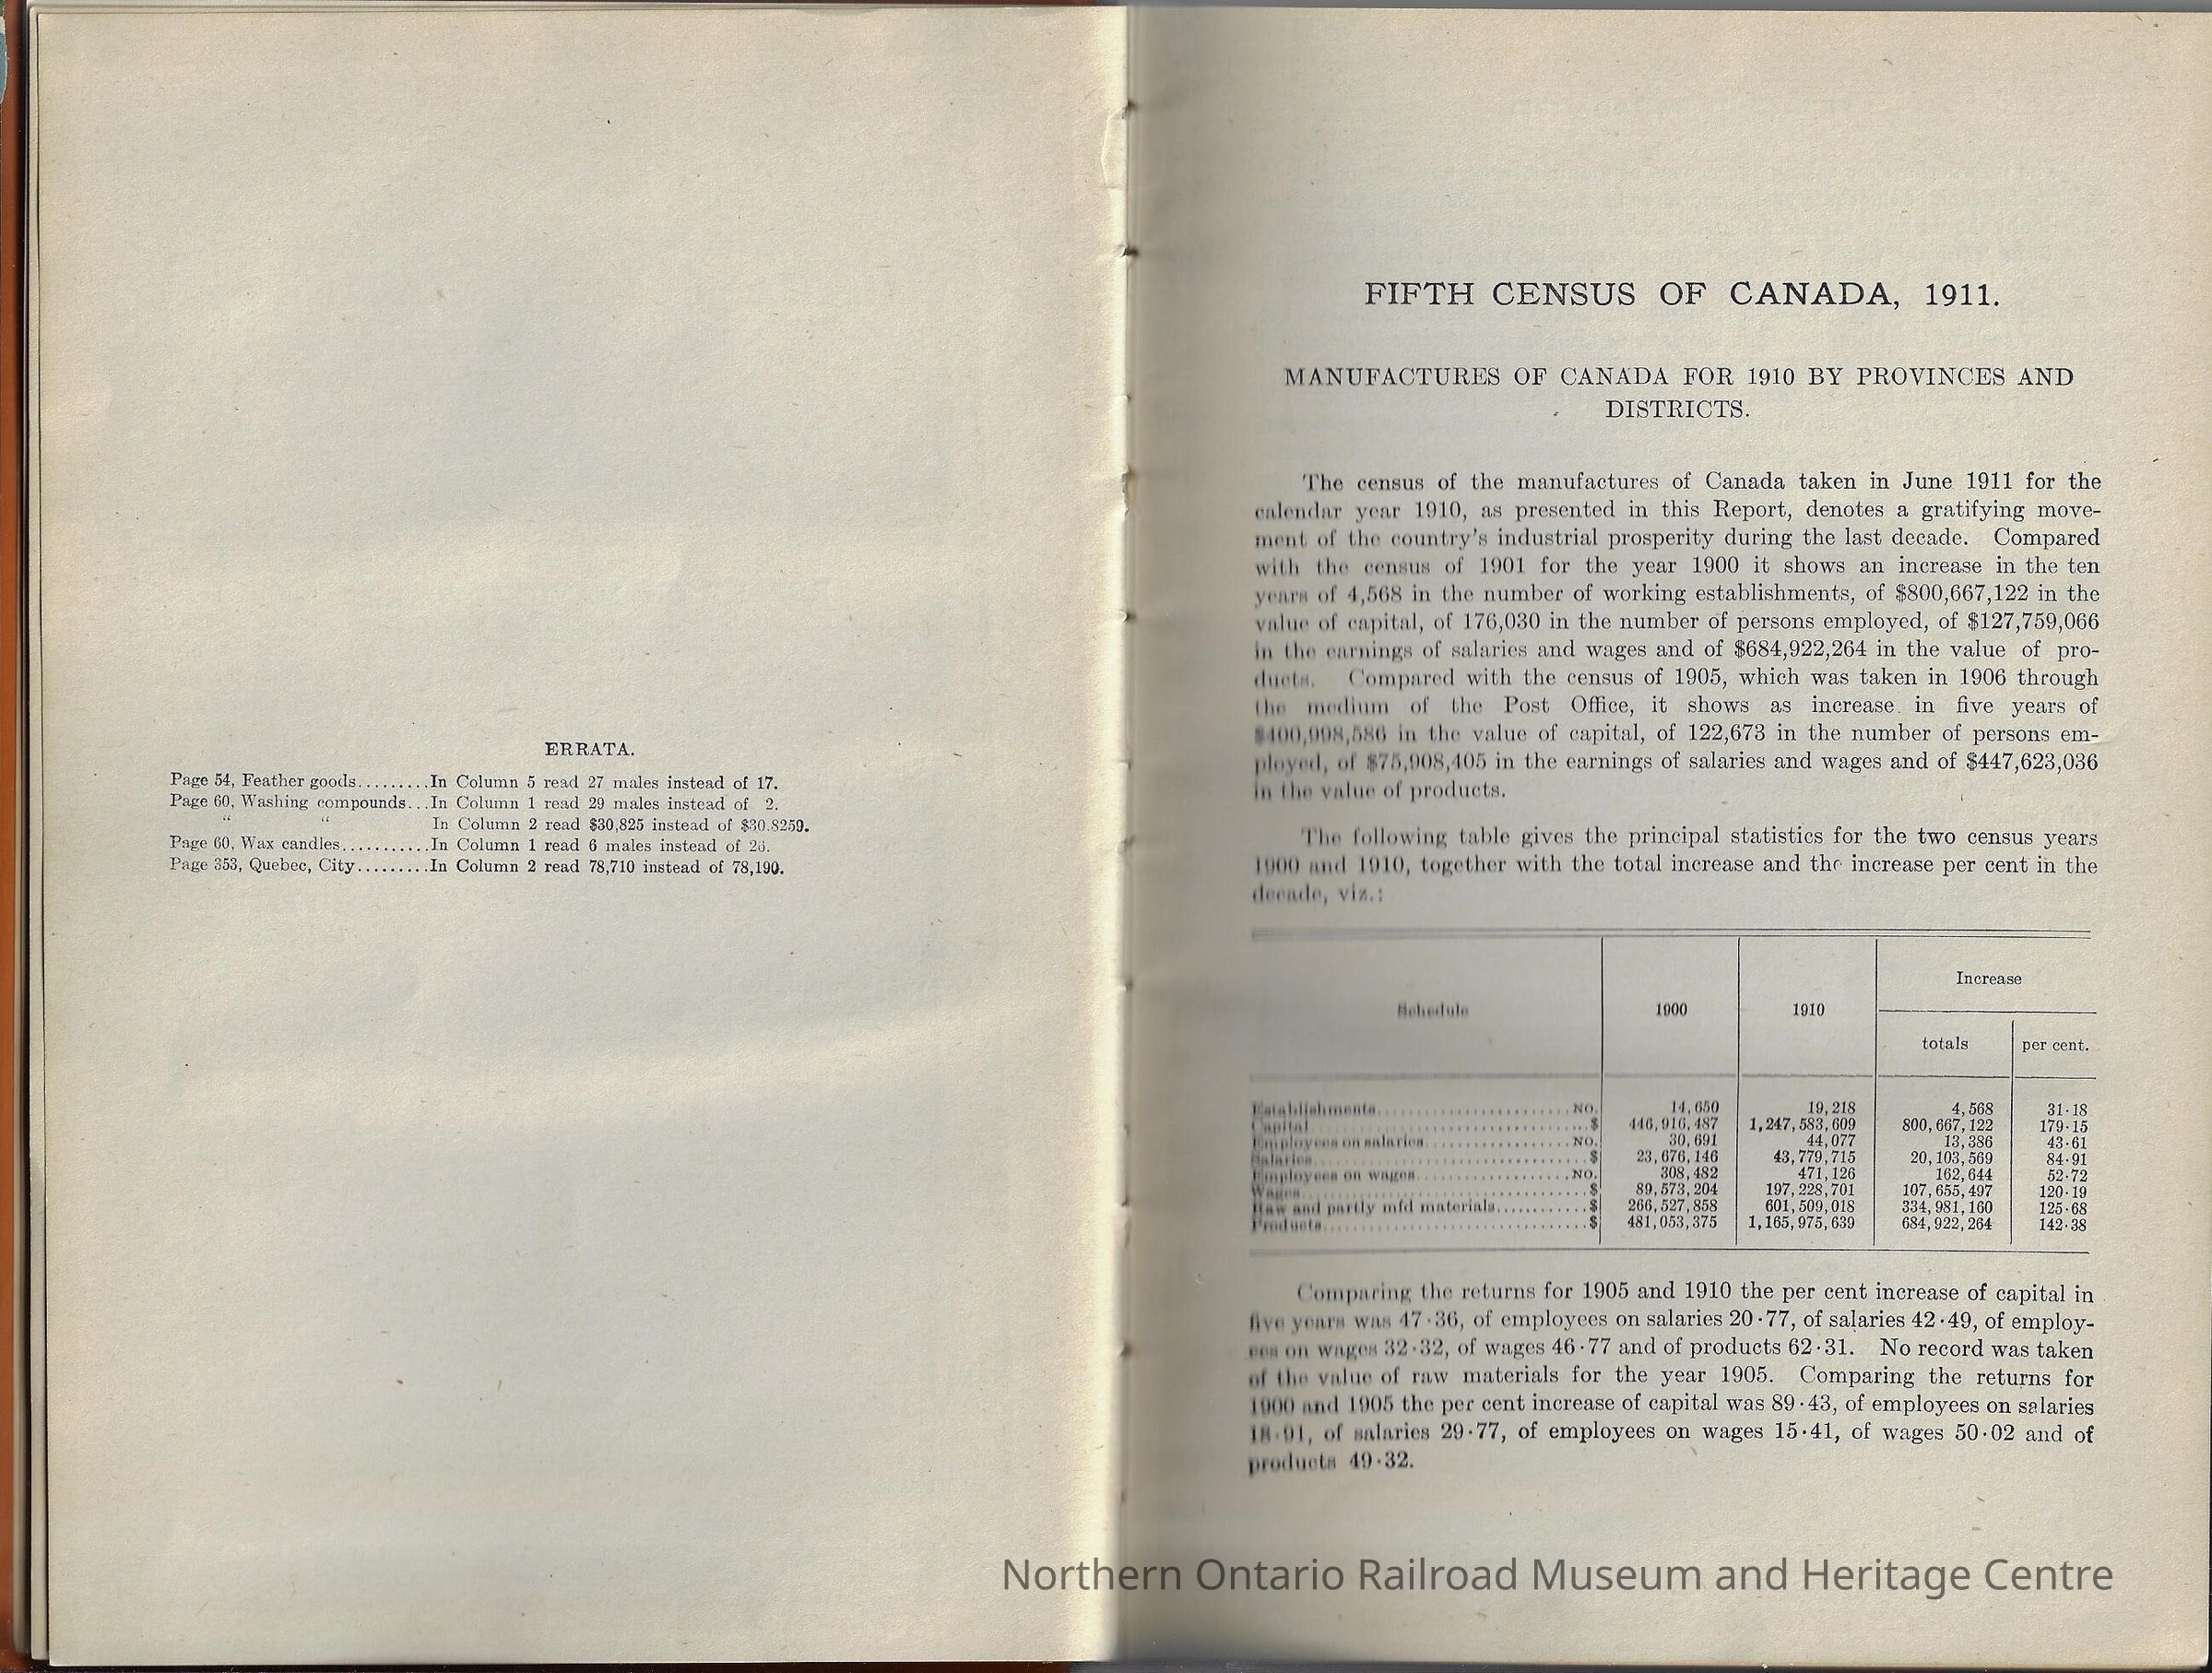 ERRATA.
Page 54, Feather goods.........In Column 5 read 27 males instead of 17.
Page 60, Washing compounds...In Column 1 read 29 males instead of 2.
“ “ In Column 2 read $30,825 instead of $30.8259.
Page 60, Wax candles...........In Column 1 read 6 males instead of 26.
Page 353, Quebec, City.........In Column 2 read 78,710 instead of 78,190.
FIFTH CENSUS OF CANADA, 1911.
MANUFACTURES OF CANADA FOR 1910 BY PROVINCES AND
DISTRICTS.
The census of the manufactures of Canada taken in June 1911 for the
calendar year 1910, as presented in this Report, denotes a gratifying move-
ment of the country's industrial prosperity during the last decade. Compared
with the census of 1901 for the year 1900 it shows an increase in the ten
years of 4,568 in the number of working establishments, of $800,667,122 in the
value of capital, of 176,030 in the number of persons employed, of $127,759,066
in the earnings of salaries and wages and of $684,922,264 in the value of pro-
ducts. Compared with the census of 1905, which was taken in 1906 through
the medium of the Post Office, it shows as increase in five years of
$400,998,586 in the value of capital, of 122,673 in the number of persons em-
ployed, of $75,908,405 in the earnings of salaries and wages and of $447,623,036
in the value of products.
The following table gives the principal statistics for the two census years
1900 and 1910, together with the total increase and the increase per cent in the
decade, viz.:
Schedule 1900 1910 Increase
totals per cent.
Establishments........................NO. 14,650 19,218 4,568 31·18
Capital........................$ 446,916,487 1,247,583,609 800,667,122 179·15
Employees on salaries..................NO. 30,691 44,077 13,386 43·61
Salaries........................$ 23,676,146 43,779,715 20,103,569 84·91
Employees on wages...................NO. 308,482 471,126 162,644 52·72
Wages........................$ 89,573,204 197,228,701 107,655,497 120·19
Raw and partly mfd materials............$ 266,527,858 601,509,018 334,981,160 125·68
Products........................$ 481,053,375 1,165,975,639 684,922,264 142·38
Comparing the returns for 1905 and 1910 the per cent increase of capital in
five years was 47·36, of employees on salaries 20·77, of salaries 42·49, of employ-
ees on wages 32·32, of wages 46·77 and of products 62·31. No record was taken
of the value of raw materials for the year 1905. Comparing the returns for
1900 and 1905 the per cent increase of capital was 89·43, of employees on salaries
18·91, of salaries 29·77, of employees on wages 15·41, of wages 50·02 and of
products 49·32.
Northern Ontario Railroad Museum and Heritage Centre